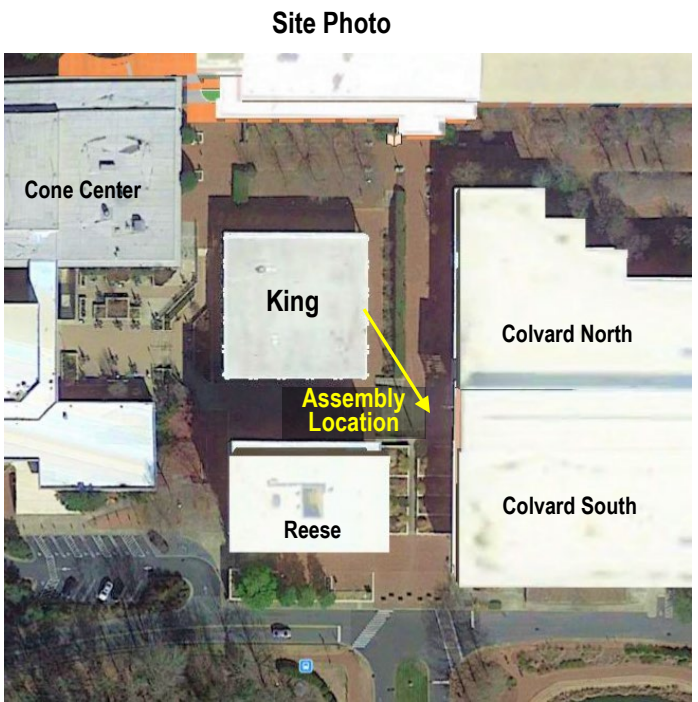 Site Photo
Cone Center
King
Colvard North
Assembly
Location
Colvard South
Reese